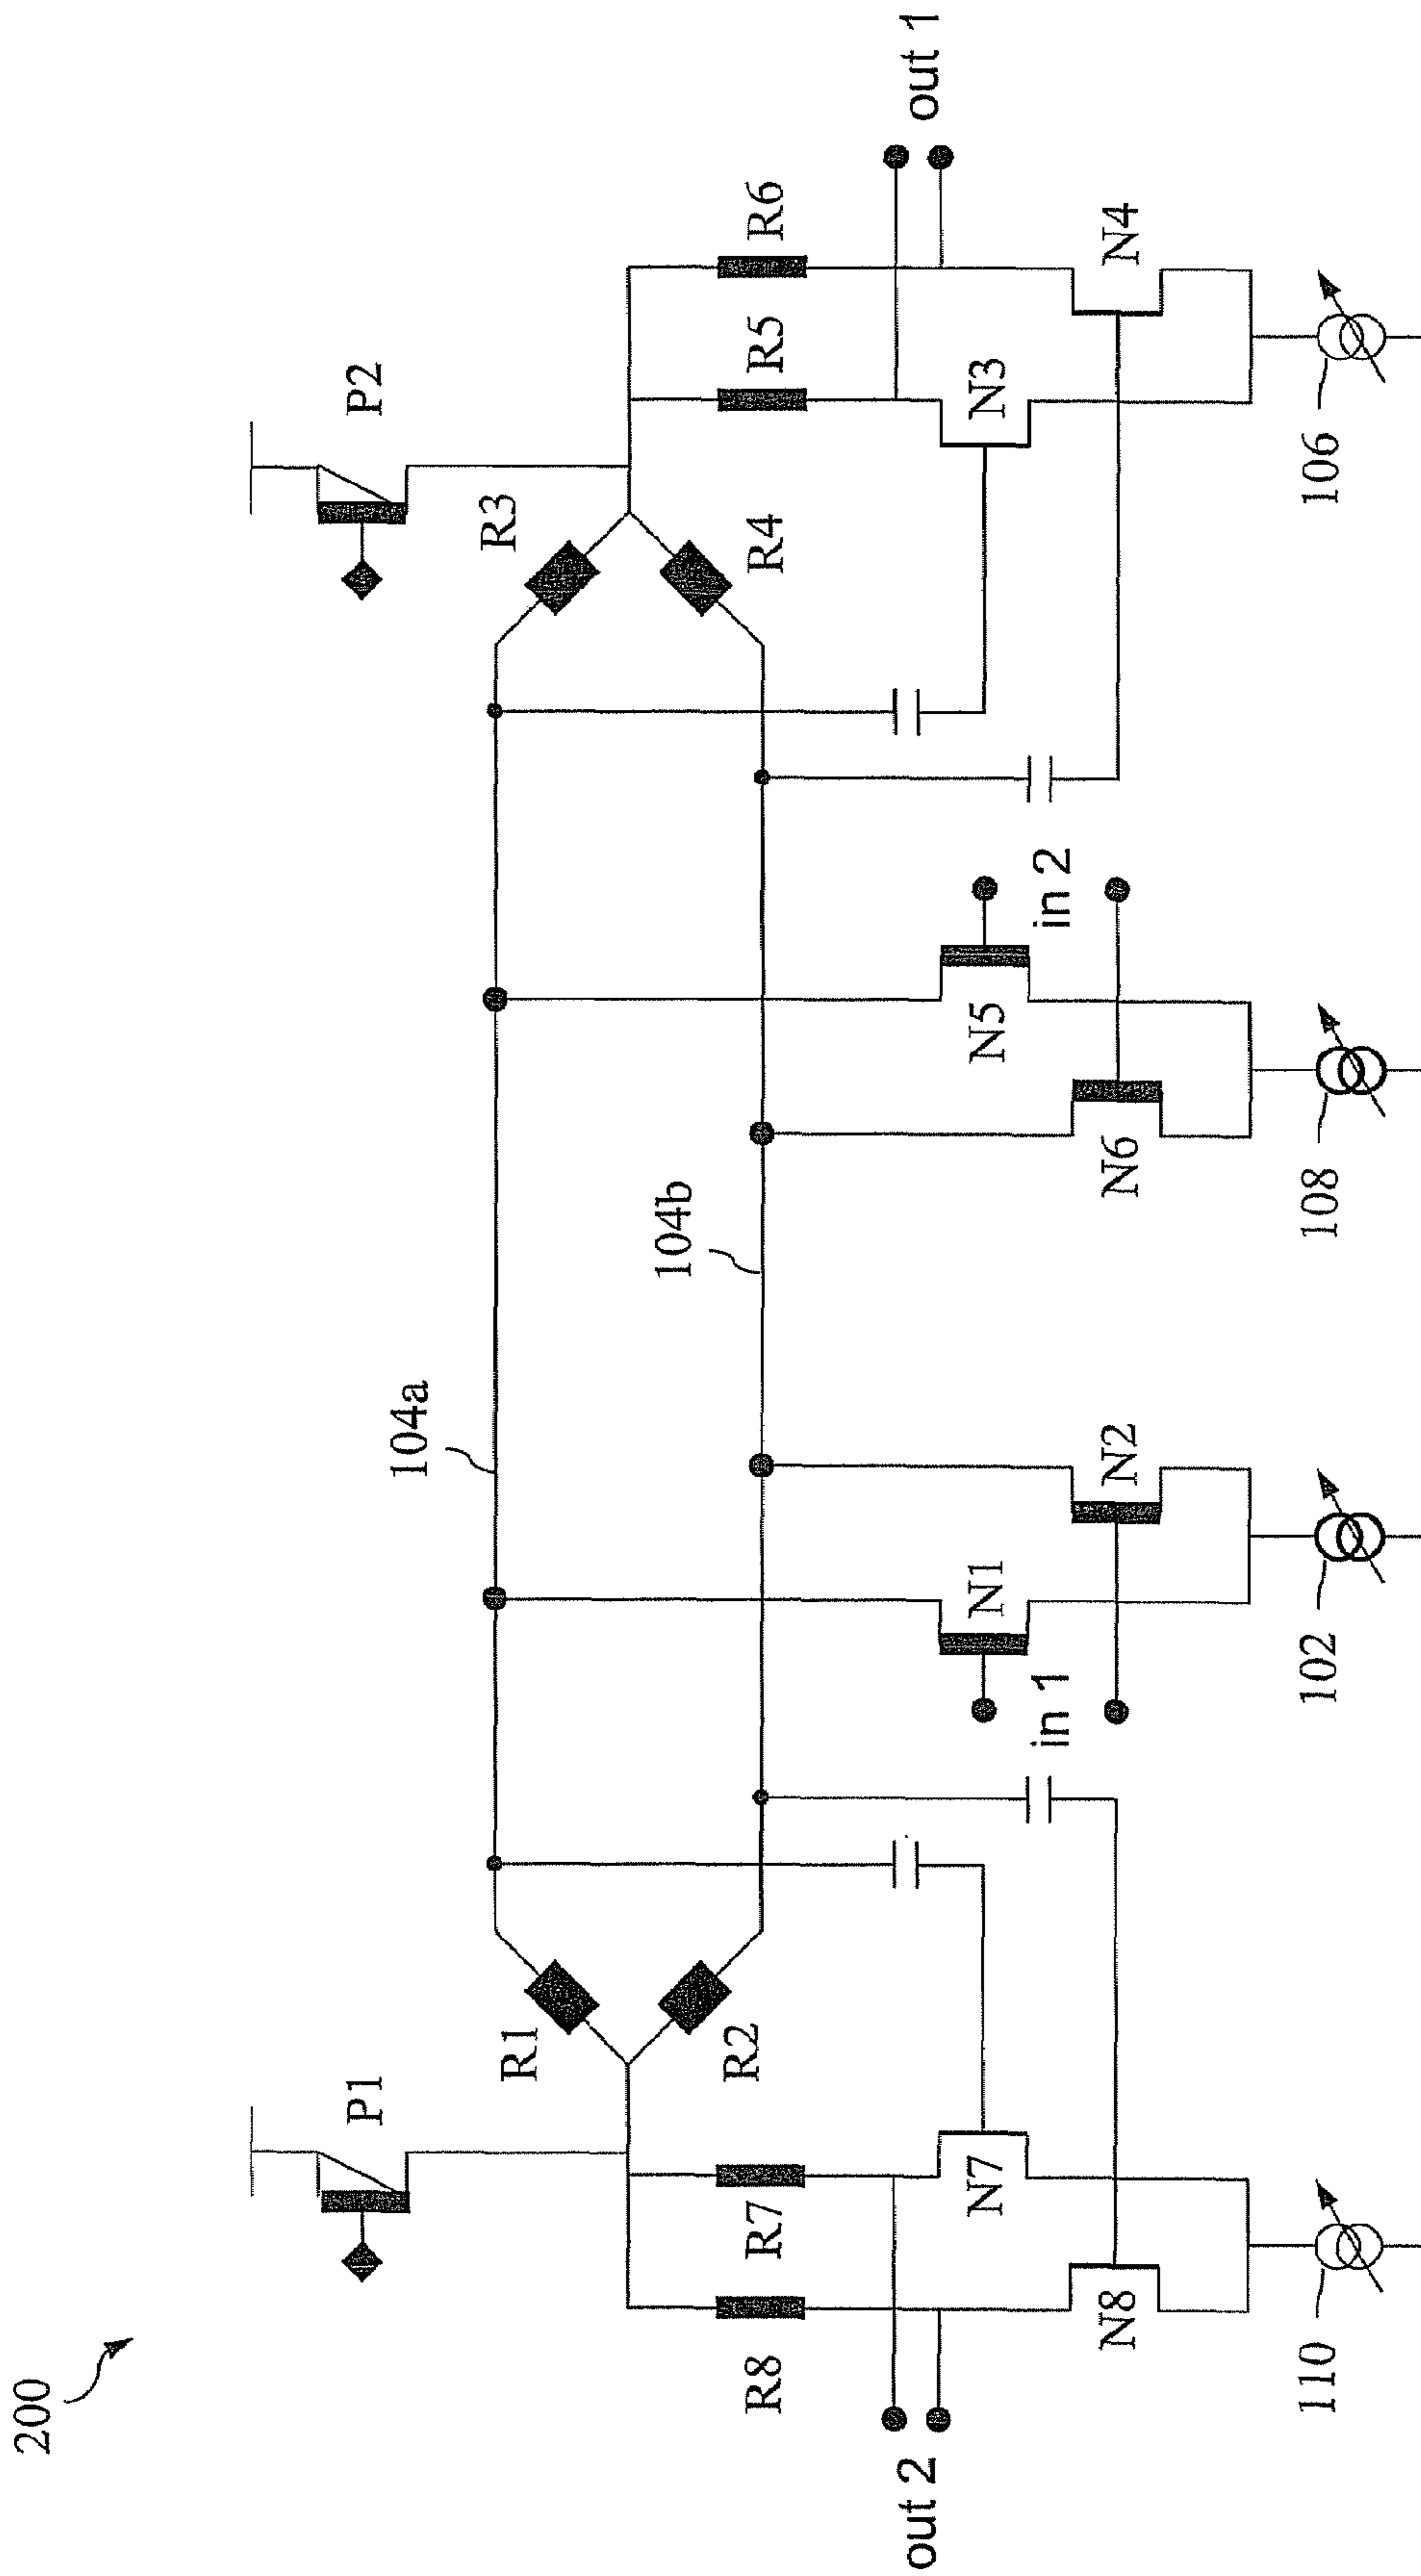 200
P1
P2
104a
104b
R1
R2
R3
R4
R8
R7
R5
R6
out 2
out 1
in 1
in 2
N8
N7
N1
N2
N6
N5
N3
N4
110
102
108
106